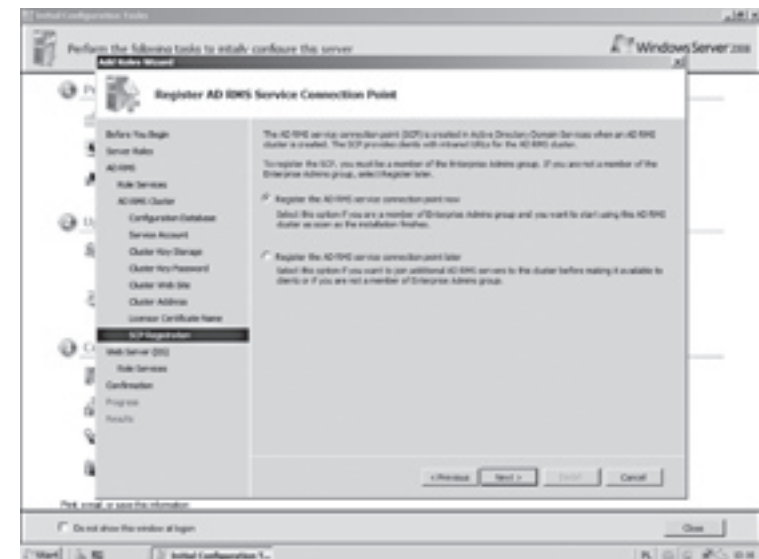 Initial Configuration Tasks
Perform the following tasks to initially configure this server
Windows Server 2008
Add Roles Wizard
Register AD RMS Service Connection Point
Before You Begin
Server Roles
AD RMS
Role Services
AD RMS Cluster
Configuration Database
Service Account
Cluster Key Storage
Cluster Key Password
Cluster Web Site
Cluster Address
Licensor Certificate Name
SCP Registration
Web Server (IIS)
Role Services
Confirmation
Progress
Results
The AD RMS service connection point (SCP) is created in Active Directory Domain Services when an AD RMS
cluster is created. The SCP provides clients with intranet URLs for the AD RMS cluster.
To register the SCP, you must be a member of the Enterprise Admins group. If you are not a member of the
Enterprise Admins group, select Register later.
Register the AD RMS service connection point now
Select this option if you are a member of Enterprise Admins group and you want to start using this AD RMS
cluster as soon as the installation finishes.
Register the AD RMS service connection point later
Select this option if you want to join additional AD RMS servers to the cluster before making it available to
clients or if you are not a member of Enterprise Admins group.
< Previous
Next >
Install
Cancel
Print, e-mail, or save this information
Do not show this window at logon
Close
Start
Initial Configuration T...
PL